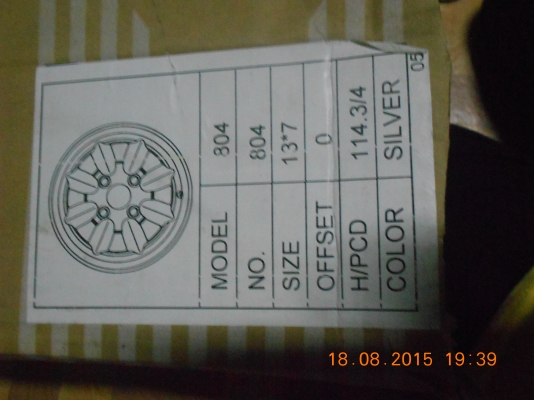 MODEL 804
NO. 804
SIZE 13*7
OFFSET 0
H/PCD 114.3/4
COLOR SILVER
05
18.08.2015 19:39